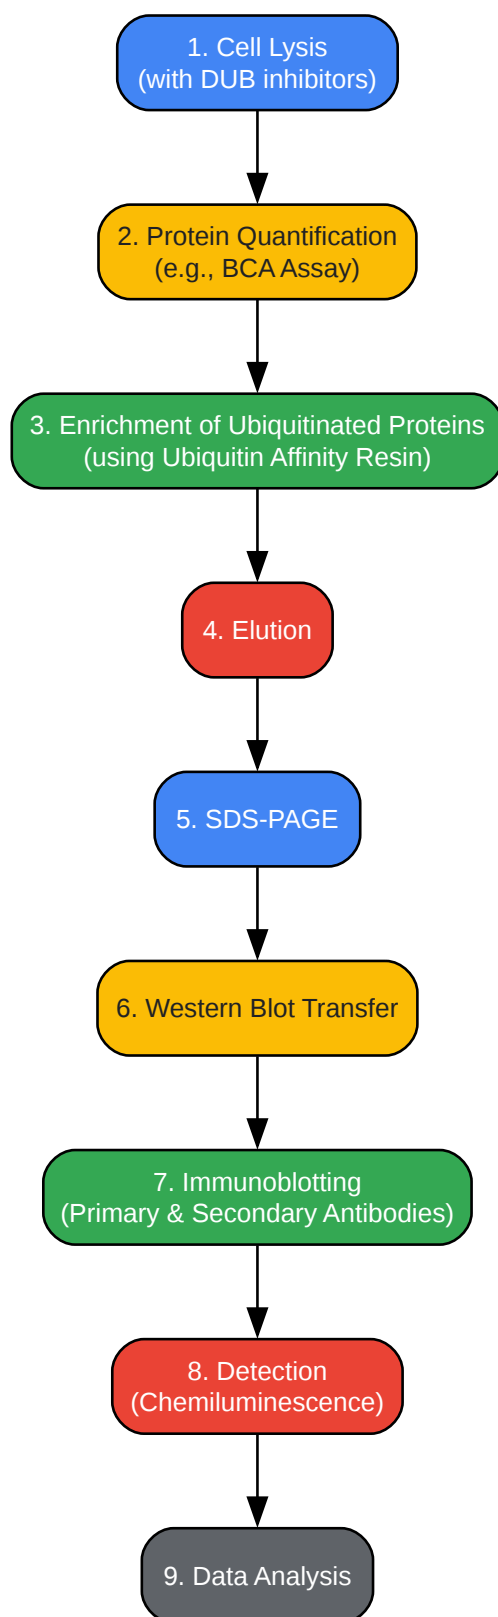 1. Cell Lysis
(with DUB inhibitors)
2. Protein Quantification
(e.g., BCA Assay)
3. Enrichment of Ubiquitinated Proteins
(using Ubiquitin Affinity Resin)
4. Elution
5. SDS-PAGE
6. Western Blot Transfer
7. Immunoblotting
(Primary & Secondary Antibodies)
8. Detection
(Chemiluminescence)
9. Data Analysis